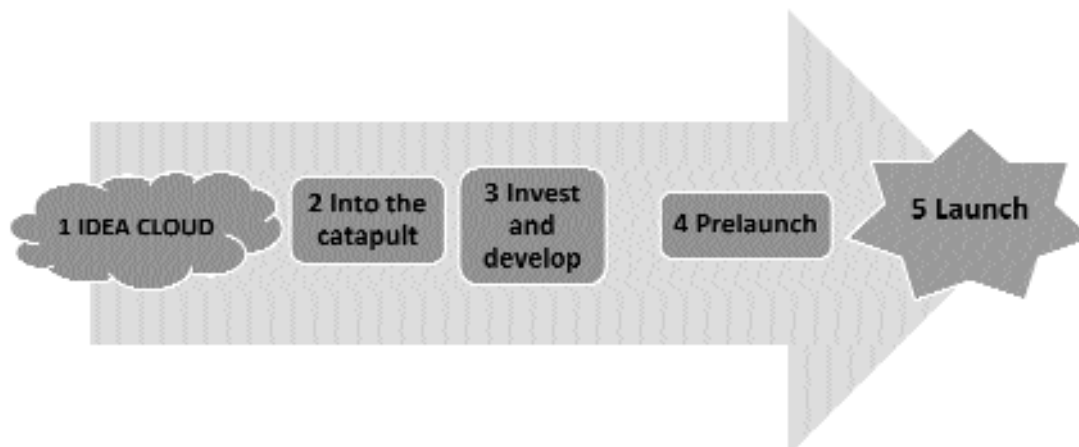 1 IDEA CLOUD
2 Into the
catapult
3 Invest
and
develop
4 Prelaunch
5 Launch